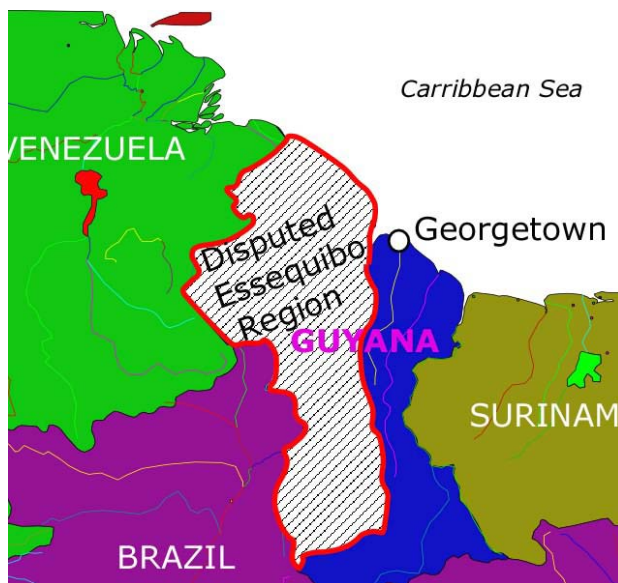 Carribbean Sea
VENEZUELA
Georgetown
Disputed
Essequibo
Region
GUYANA
SURINAM
BRAZIL